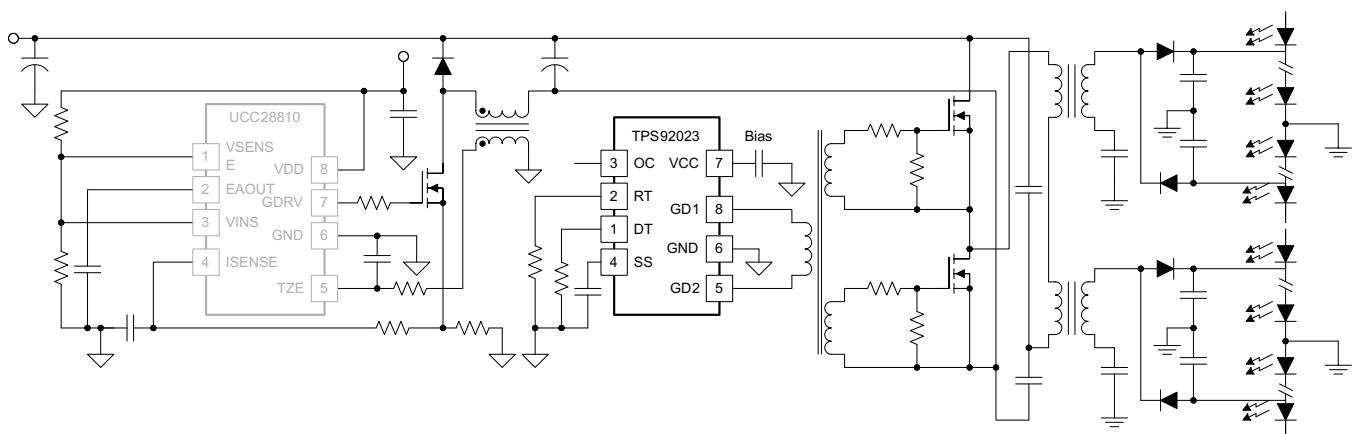 UCC28810
1 VSENS
E
VDD 8
2 EAOUT
GDRV 7
3 VINS
GND 6
4 ISENSE
TZE 5
TPS92023
3 OC
VCC 7
Bias
2 RT
GD1 8
1 DT
GND 6
4 SS
GD2 5